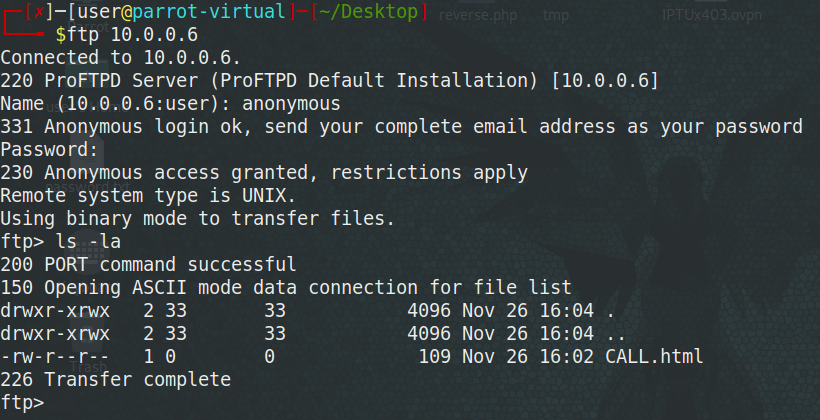 ┌─[✗]─[user@parrot-virtual]─[~/Desktop]
└──╼ $ftp 10.0.0.6
Connected to 10.0.0.6.
220 ProFTPD Server (ProFTPD Default Installation) [10.0.0.6]
Name (10.0.0.6:user): anonymous
331 Anonymous login ok, send your complete email address as your password
Password:
230 Anonymous access granted, restrictions apply
Remote system type is UNIX.
Using binary mode to transfer files.
ftp> ls -la
200 PORT command successful
150 Opening ASCII mode data connection for file list
drwxr-xrwx   2 33       33           4096 Nov 26 16:04 .
drwxr-xrwx   2 33       33           4096 Nov 26 16:04 ..
-rw-r--r--   1 0        0             109 Nov 26 16:02 CALL.html
226 Transfer complete
ftp>
reverse.php
tmp
IPTUx403.ovpn
password.txt
Trash